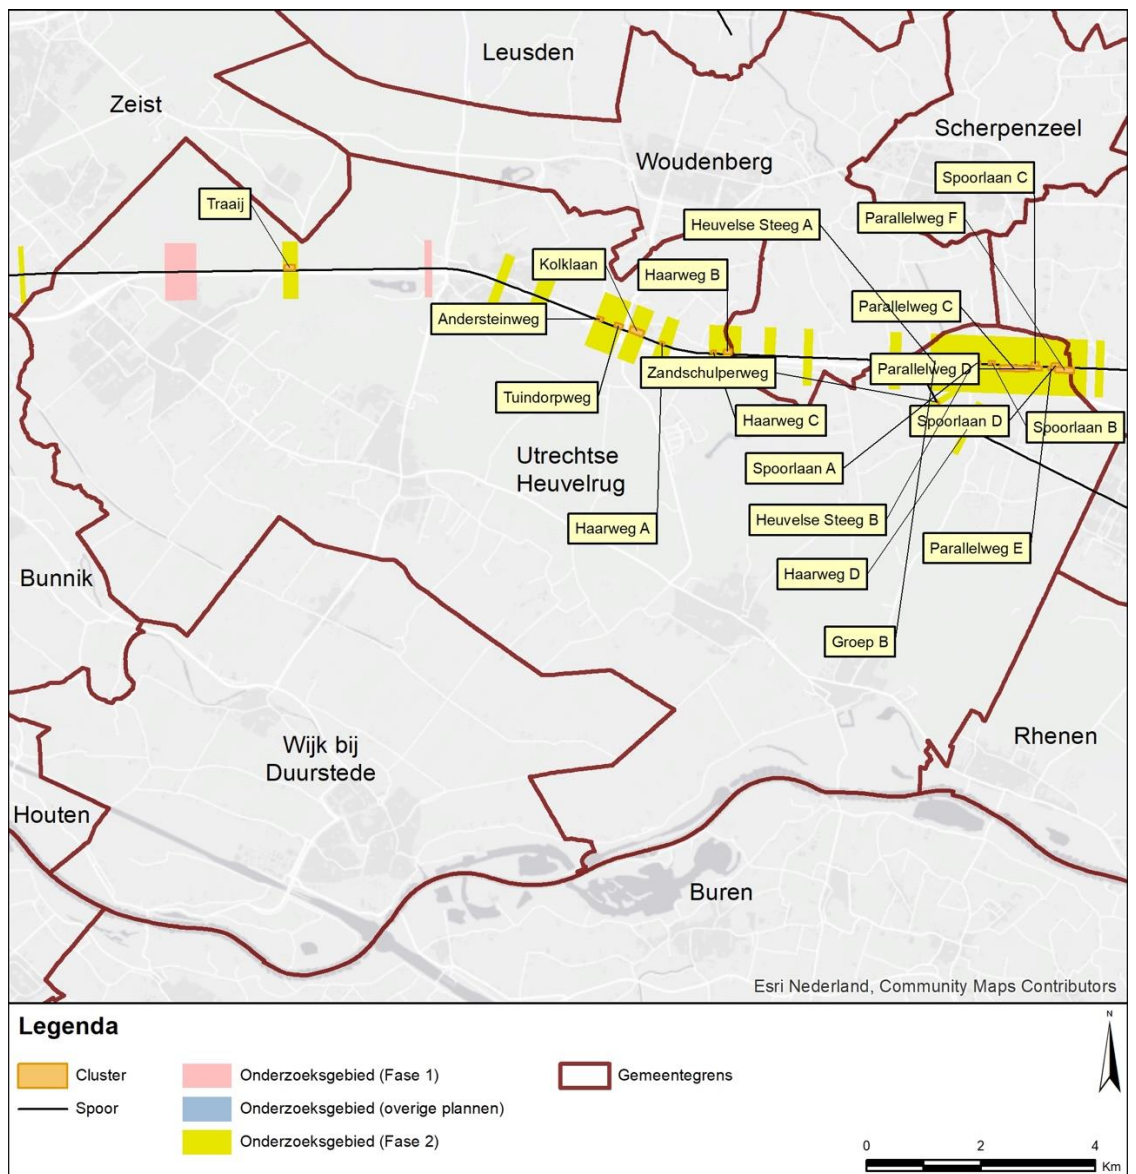 Leusden
Zeist
Scherpenzeel
Woudenberg
Spoorlaan C
Traaij
Parallelweg F
Heuvelse Steeg A
Kolklaan
Haarweg B
Parallelweg C
Andersteinweg
Zandschulperweg
Parallelweg D
Tuindorpweg
Haarweg C
Spoorlaan D
Spoorlaan B
Utrechtse
Heuvelrug
Spoorlaan A
Haarweg A
Heuvelse Steeg B
Parallelweg E
Bunnik
Haarweg D
Groep B
Rhenen
Wijk bij
Duurstede
Houten
Buren
Esri Nederland, Community Maps Contributors
Legenda
N
Cluster
Onderzoeksgebied (Fase 1)
Gemeentegrens
Spoor
Onderzoeksgebied (overige plannen)
Onderzoeksgebied (Fase 2)
0 2 4
Km